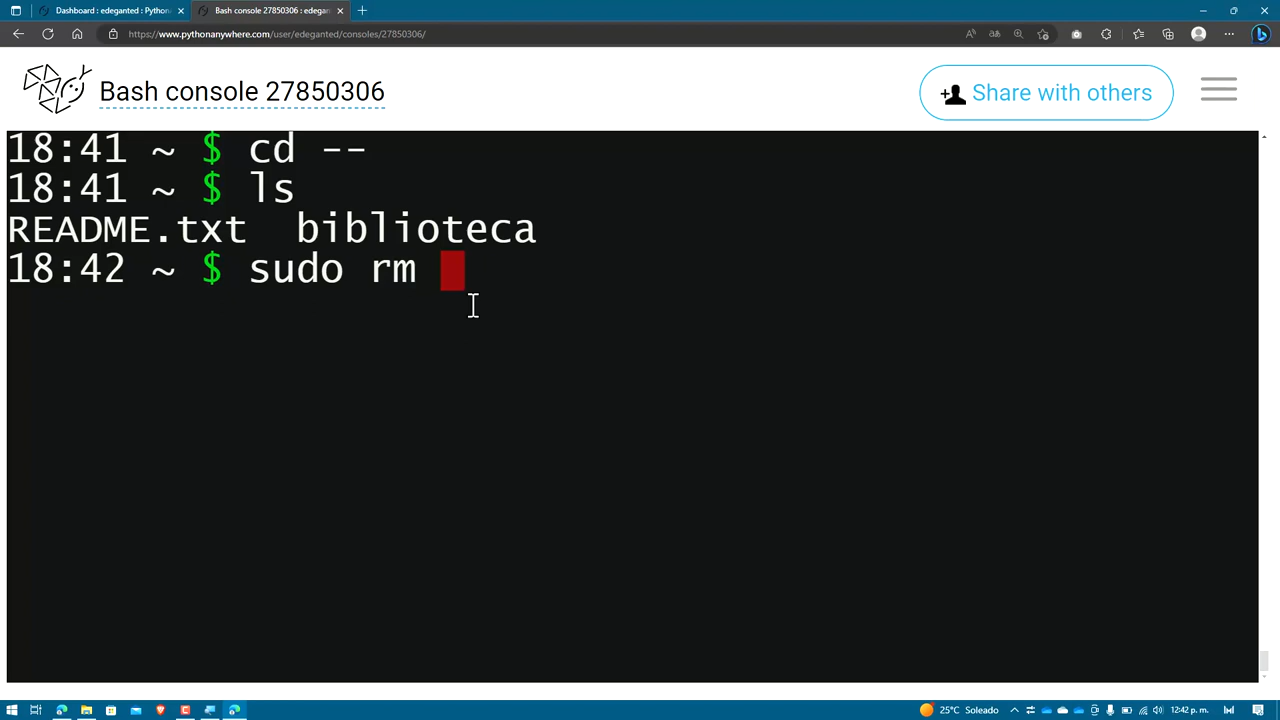 Dashboard : edeganted : Python
Bash console 27850306 : edegan
https://www.pythonanywhere.com/user/edeganted/consoles/27850306/
Bash console 27850306
Share with others
18:41 ~ $ cd --
18:41 ~ $ ls
README.txt biblioteca
18:42 ~ $ sudo rm
25°C Soleado
12:42 p. m.